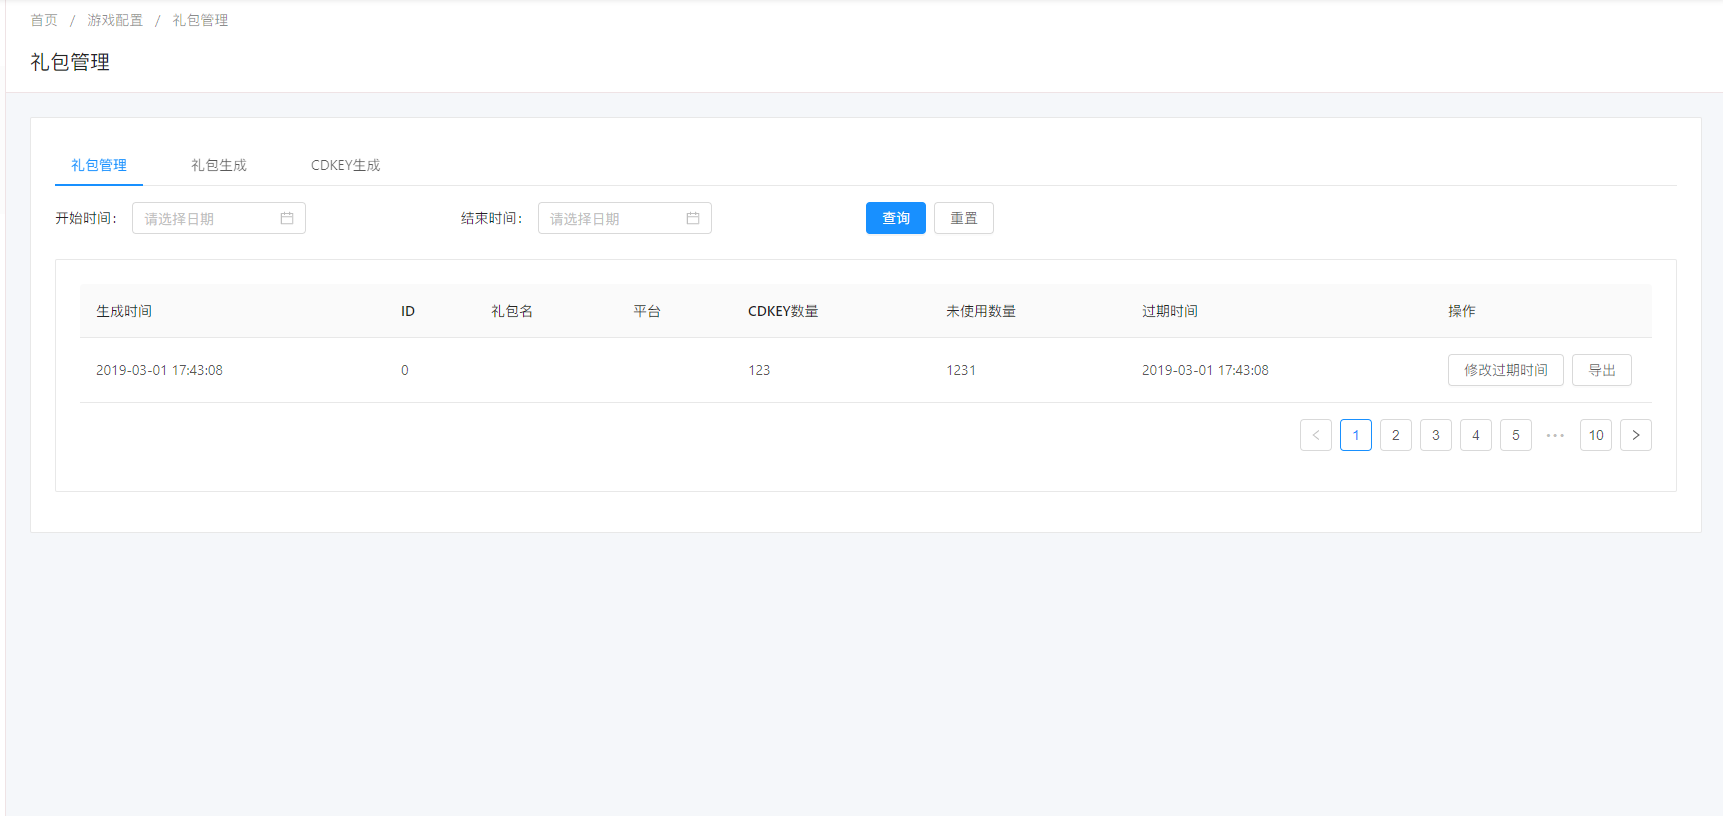 首页 / 游戏配置 / 礼包管理
礼包管理
礼包管理 礼包生成 CDKEY生成
开始时间: 请选择日期 结束时间: 请选择日期 查询 重置
生成时间 ID 礼包名 平台 CDKEY数量 未使用数量 过期时间 操作
2019-03-01 17:43:08 0 123 1231 2019-03-01 17:43:08 修改过期时间 导出
< 1 2 3 4 5 ••• 10 >